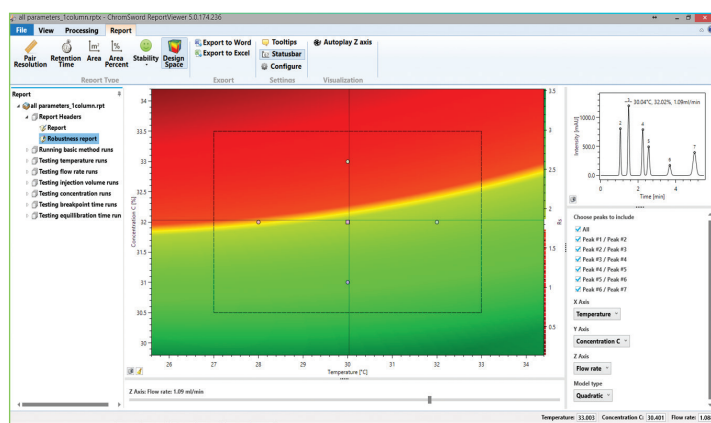 all parameters_1column.rptx - ChromSword ReportViewer 5.0.174.236
File View Processing Report
Pair Resolution
Retention Time
Area
Area Percent
Stability
Design Space
Export to Word
Export to Excel
Tooltips
Statusbar
Configure
Autoplay Z axis
Report Type
Export
Settings
Visualization
Report
all parameters_1column.rpt
Report Headers
Report
Robustness report
Running basic method runs
Testing temperature runs
Testing flow rate runs
Testing injection volume runs
Testing concentration runs
Testing breakpoint time runs
Testing equilibration time run
Concentration C [%]
34
33.5
33
32.5
32
31.5
31
30.5
30
26 27 28 29 30 31 32 33 34
Temperature [°C]
3.5
3
2.5
2
Rs
1.5
1
0.5
Z Axis: Flow rate: 1.09 ml/min
30.04°C, 32.02%, 1.09ml/min
Intensity [mAU]
1000.0
500.0
0.0
2 3 4 5 6 7
0 2 4
Time [min]
Choose peaks to include
All
Peak #1 / Peak #2
Peak #2 / Peak #3
Peak #3 / Peak #4
Peak #4 / Peak #5
Peak #5 / Peak #6
Peak #6 / Peak #7
X Axis
Temperature
Y Axis
Concentration C
Z Axis
Flow rate
Model type
Quadratic
Temperature: 33.003 Concentration C: 30.401 Flow rate: 1,08